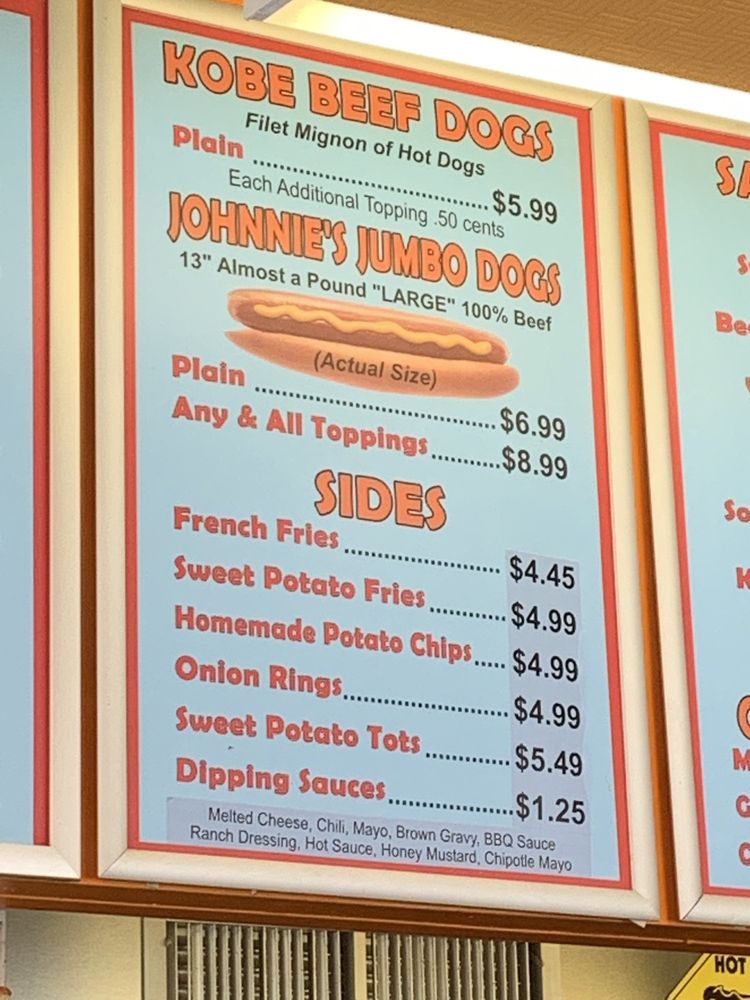 KOBE BEEF DOGS
Filet Mignon of Hot Dogs
Plain ........ $5.99
Each Additional Topping .50 cents
JOHNNIE'S JUMBO DOGS
13" Almost a Pound "LARGE" 100% Beef
(Actual Size)
Plain ........ $6.99
Any & All Toppings ........ $8.99
SIDES
French Fries ........ $4.45
Sweet Potato Fries ........ $4.99
Homemade Potato Chips ..... $4.99
Onion Rings ........ $4.99
Sweet Potato Tots ........ $5.49
Dipping Sauces ........ $1.25
Melted Cheese, Chili, Mayo, Brown Gravy, BBQ Sauce
Ranch Dressing, Hot Sauce, Honey Mustard, Chipotle Mayo
HOT